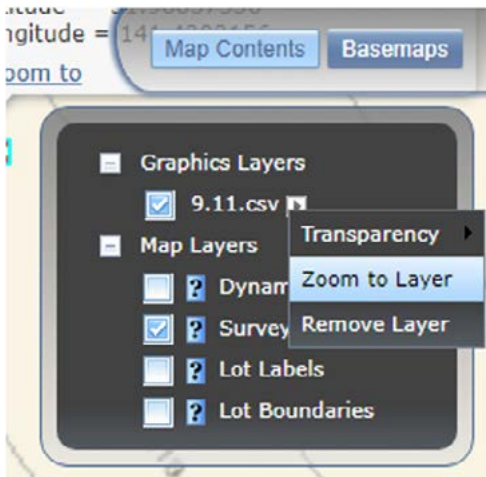 ngitude = 141
oom to
Map Contents
Basemaps
Graphics Layers
9.11.csv
Map Layers
? Dynam
? Survey
? Lot Labels
? Lot Boundaries
Transparency
Zoom to Layer
Remove Layer